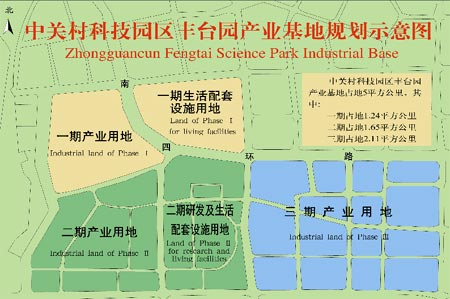 北
中关村科技园区丰台园产业基地规划示意图
Zhongguancun Fengtai Science Park Industrial Base
中关村科技园区丰台园
产业基地占地5平方公里，其
中:
一期占地1.24平方公里
二期占地1.65平方公里
三期占地2.11平方公里
南
一期生活配套
设施用地
Land of Phase Ⅰ
for living facilities
一期产业用地
Industrial land of Phase Ⅰ
四
环
路
二期产业用地
Industrial land of Phase Ⅱ
二期研发及生活
配套设施用地
Land of Phase Ⅱ
for research and
living facilities
三期产业用地
Industrial land of Phase Ⅲ